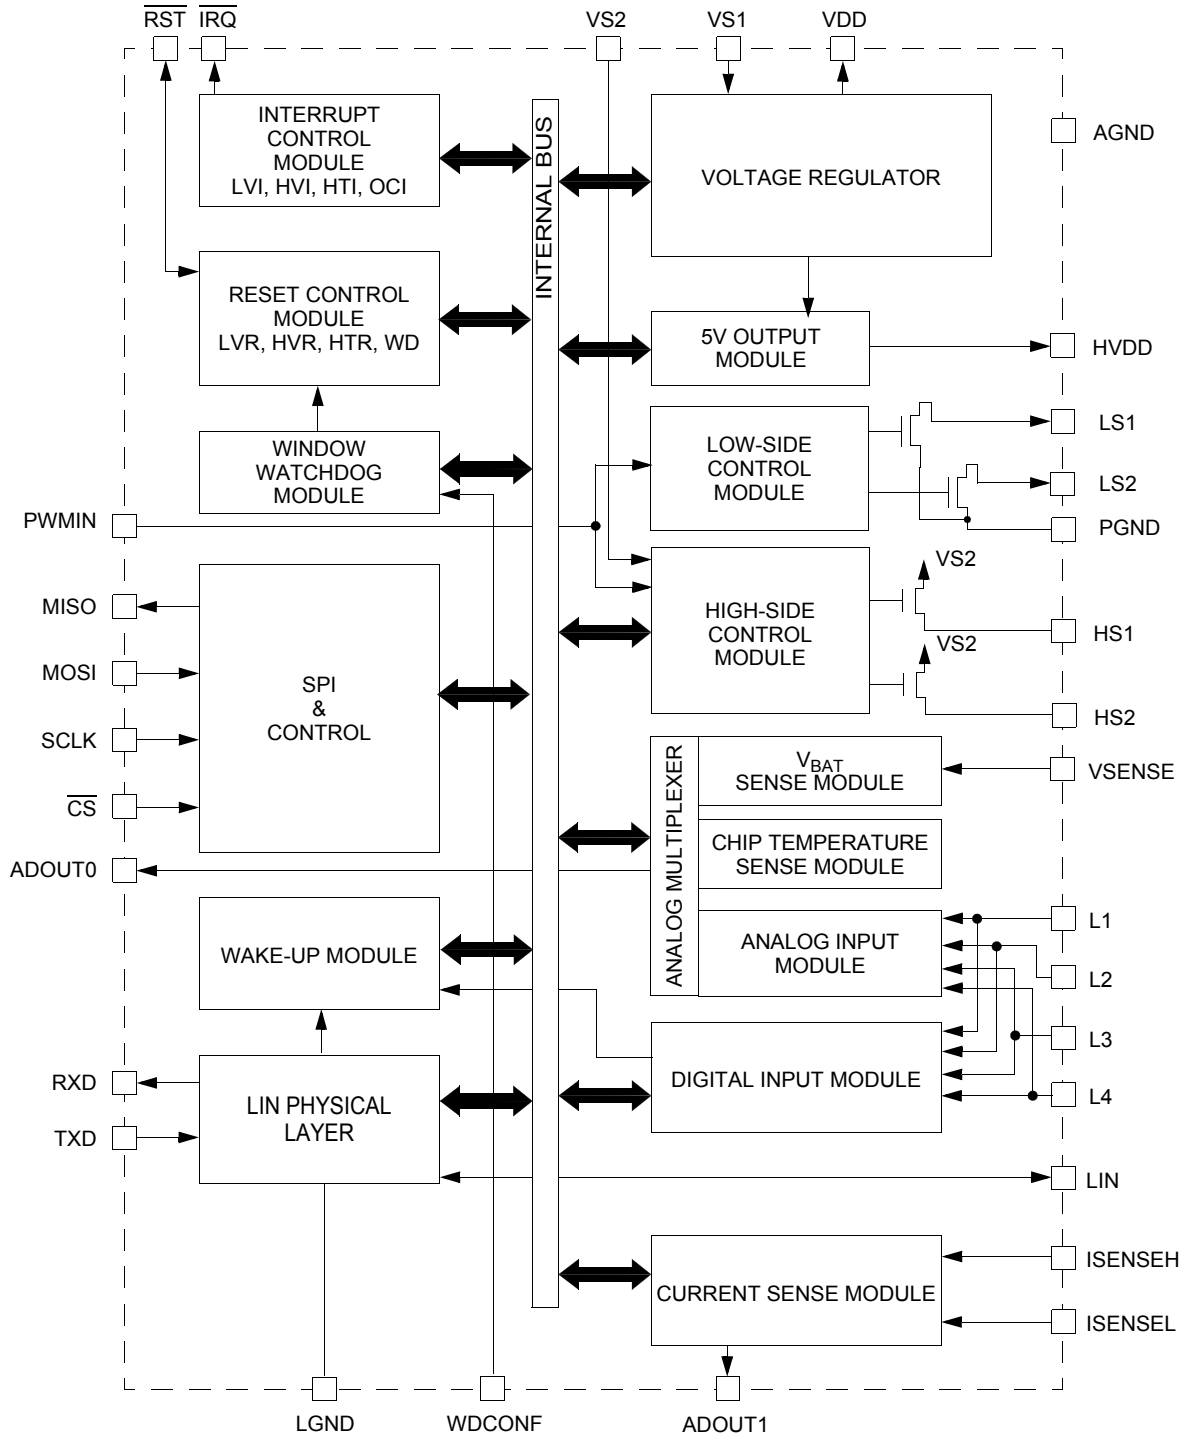 RST IRQ VS2 VS1 VDD
INTERRUPT
CONTROL
MODULE
LVI, HVI, HTI, OCI
INTERNAL BUS
VOLTAGE REGULATOR
AGND
RESET CONTROL
MODULE
LVR, HVR, HTR, WD
5V OUTPUT
MODULE
HVDD
WINDOW
WATCHDOG
MODULE
LOW-SIDE
CONTROL
MODULE
LS1
LS2
PWMIN
PGND
MISO
MOSI
SCLK
CS
SPI
&
CONTROL
HIGH-SIDE
CONTROL
MODULE
VS2
HS1
VS2
HS2
ANALOG MULTIPLEXER
VBAT
SENSE MODULE
VSENSE
CHIP TEMPERATURE
SENSE MODULE
ADOUT0
ANALOG INPUT
MODULE
L1
L2
WAKE-UP MODULE
DIGITAL INPUT MODULE
L3
L4
RXD
TXD
LIN PHYSICAL
LAYER
LIN
CURRENT SENSE MODULE
ISENSEH
ISENSEL
LGND WDCONF ADOUT1